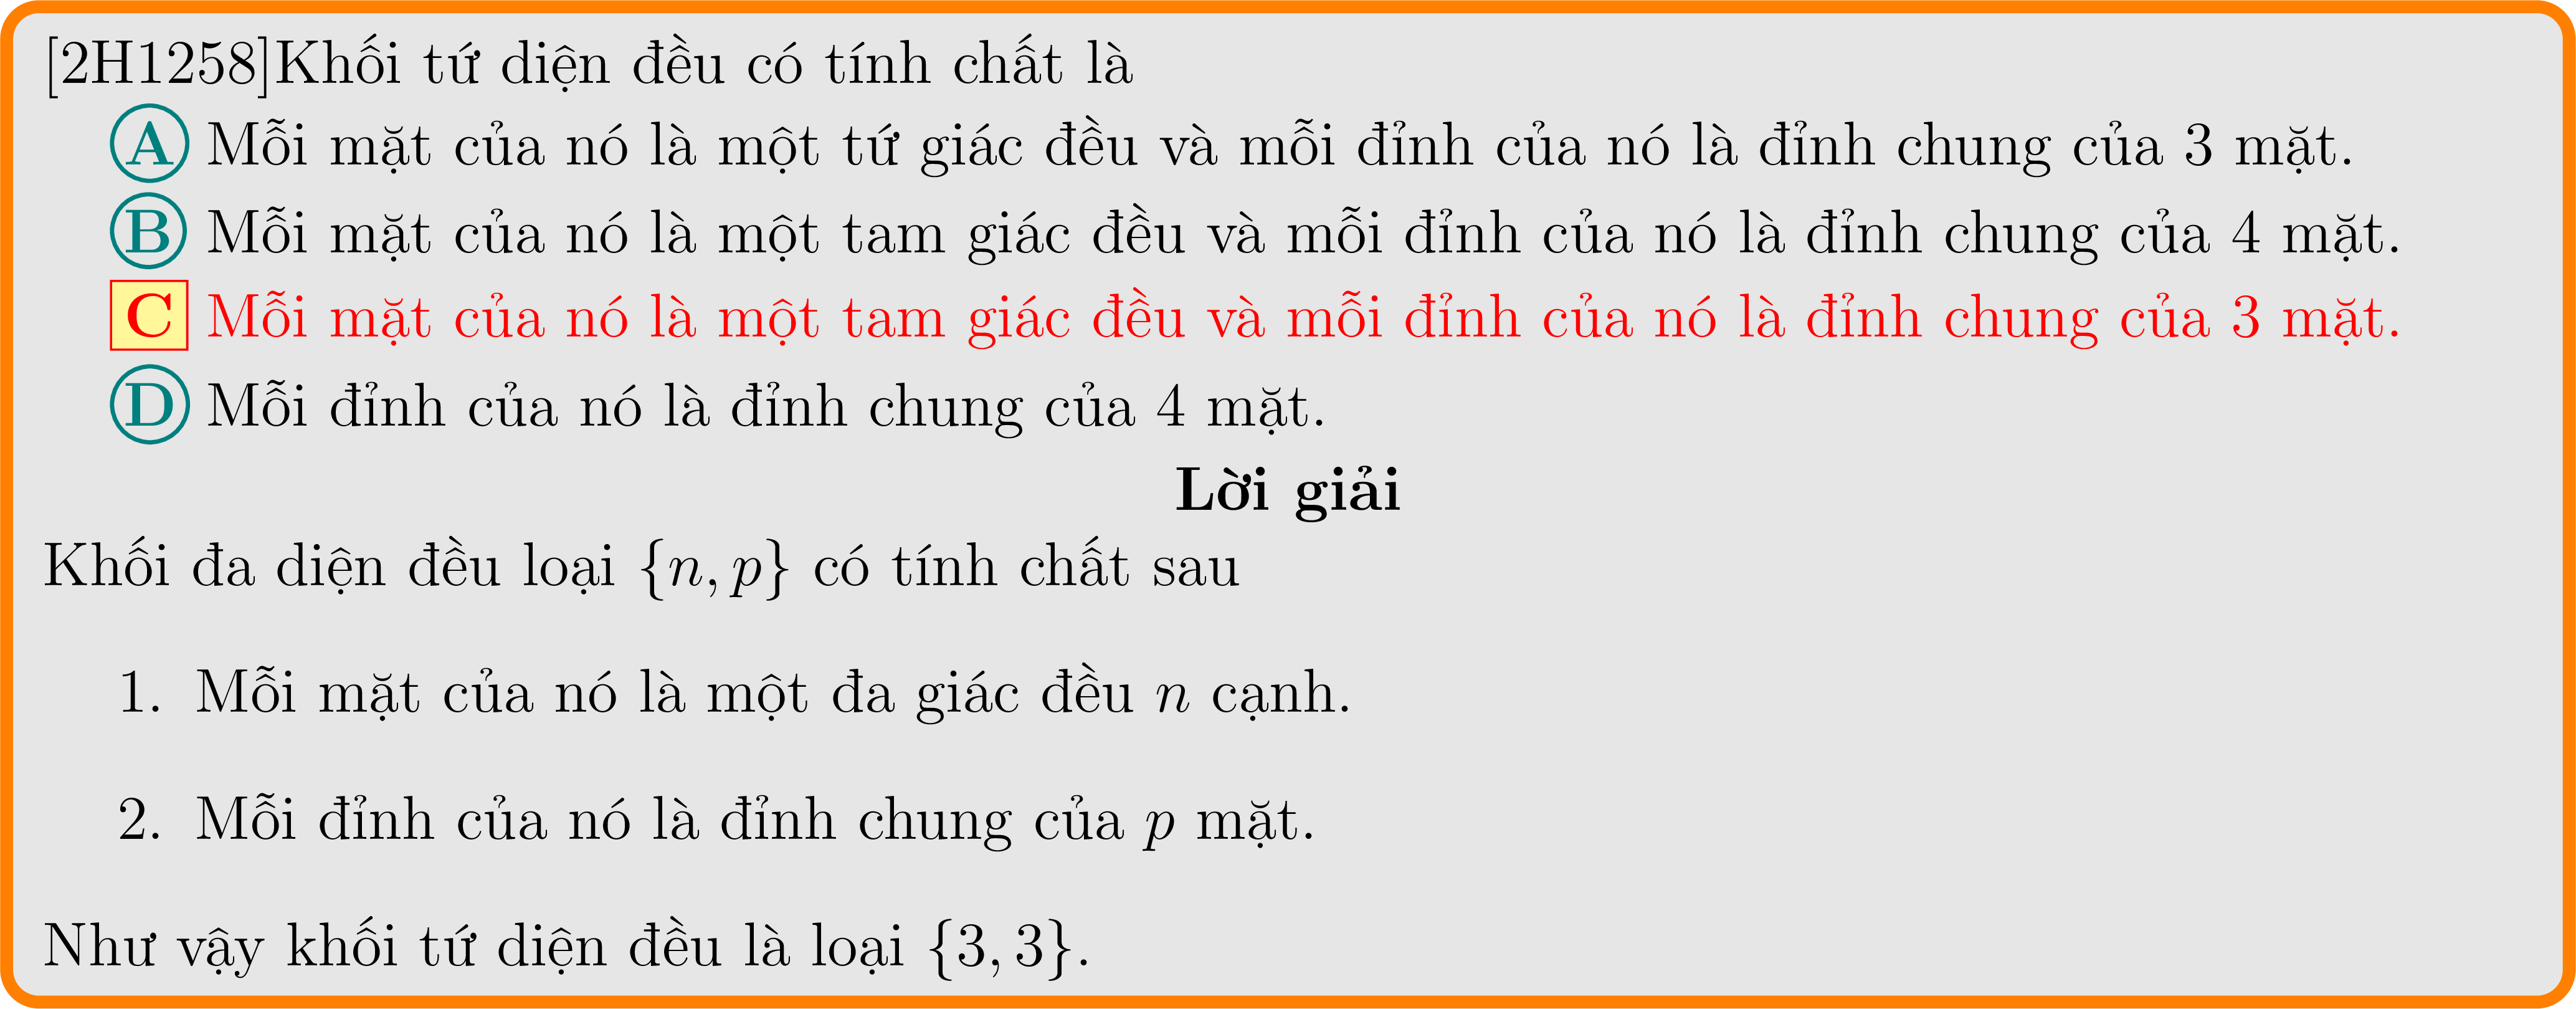 [2H1258]Khối tứ diện đều có tính chất là
A Mỗi mặt của nó là một tứ giác đều và mỗi đỉnh của nó là đỉnh chung của 3 mặt.
B Mỗi mặt của nó là một tam giác đều và mỗi đỉnh của nó là đỉnh chung của 4 mặt.
C Mỗi mặt của nó là một tam giác đều và mỗi đỉnh của nó là đỉnh chung của 3 mặt.
D Mỗi đỉnh của nó là đỉnh chung của 4 mặt.
Lời giải
Khối đa diện đều loại {n, p} có tính chất sau
1. Mỗi mặt của nó là một đa giác đều n cạnh.
2. Mỗi đỉnh của nó là đỉnh chung của p mặt.
Như vậy khối tứ diện đều là loại {3, 3}.